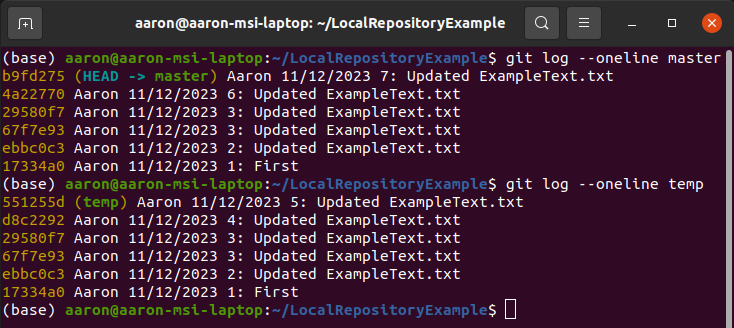 aaron@aaron-msi-laptop: ~/LocalRepositoryExample
(base) aaron@aaron-msi-laptop:~/LocalRepositoryExample$ git log --oneline master
b9fd275 (HEAD -> master) Aaron 11/12/2023 7: Updated ExampleText.txt
4a22770 Aaron 11/12/2023 6: Updated ExampleText.txt
29580f7 Aaron 11/12/2023 3: Updated ExampleText.txt
67f7e93 Aaron 11/12/2023 3: Updated ExampleText.txt
ebbc0c3 Aaron 11/12/2023 2: Updated ExampleText.txt
17334a0 Aaron 11/12/2023 1: First
(base) aaron@aaron-msi-laptop:~/LocalRepositoryExample$ git log --oneline temp
551255d (temp) Aaron 11/12/2023 5: Updated ExampleText.txt
d8c2292 Aaron 11/12/2023 4: Updated ExampleText.txt
29580f7 Aaron 11/12/2023 3: Updated ExampleText.txt
67f7e93 Aaron 11/12/2023 3: Updated ExampleText.txt
ebbc0c3 Aaron 11/12/2023 2: Updated ExampleText.txt
17334a0 Aaron 11/12/2023 1: First
(base) aaron@aaron-msi-laptop:~/LocalRepositoryExample$